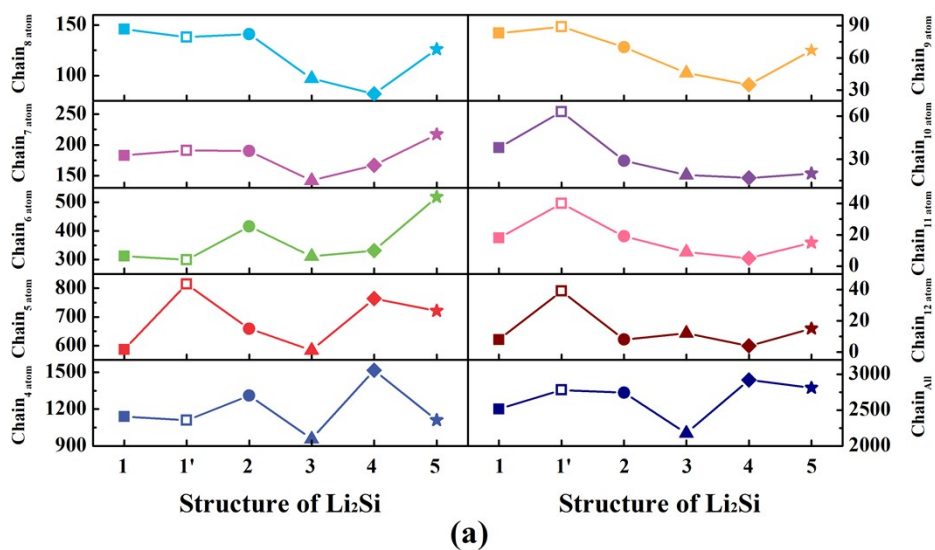 Chain8 atom
150
100
90
60
30
Chain9 atom
Chain7 atom
250
200
150
60
30
Chain10 atom
Chain6 atom
500
400
300
40
20
0
Chain11 atom
Chain5 atom
800
700
600
40
20
0
Chain12 atom
Chain4 atom
1500
1200
900
3000
2500
2000
ChainAll
1 1' 2 3 4 5 1 1' 2 3 4 5
Structure of Li₂Si Structure of Li₂Si
(a)